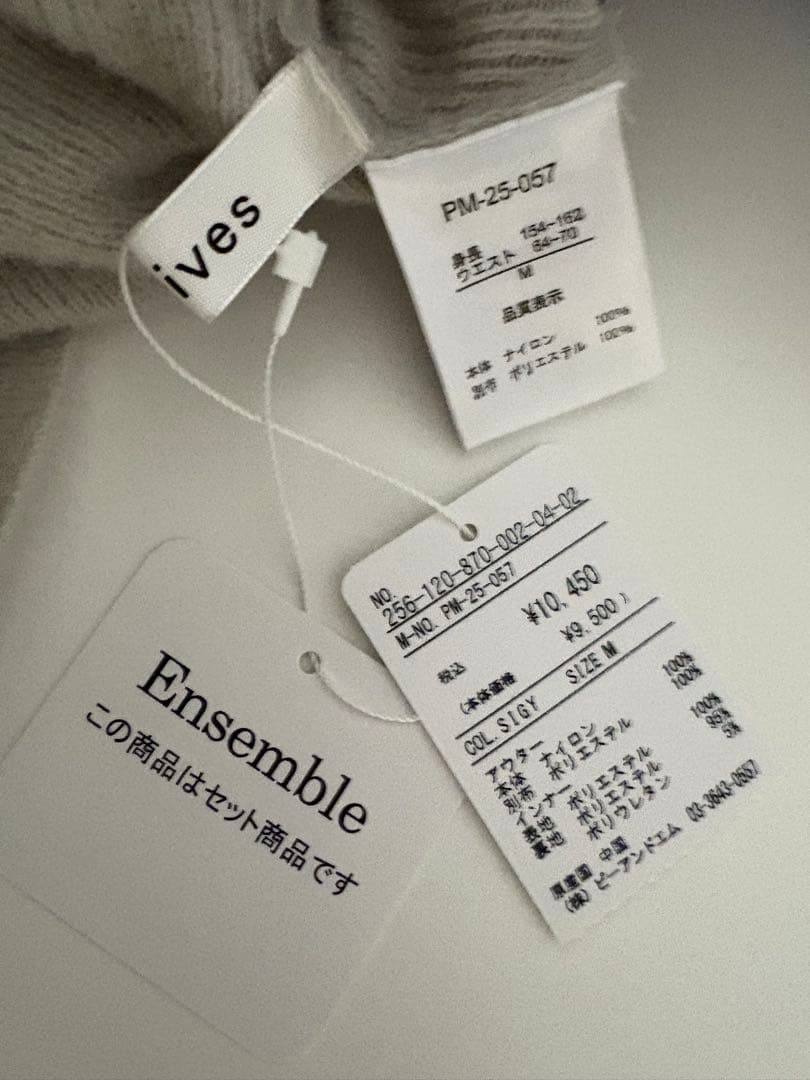 ives
PM-25-057
身長 154~162
ウエスト 64~70
M
品質表示
本体 ナイロン 100%
別布 ポリエステル 100%
NO.
256-120-870-002-04-02
M-NO. PM-25-057
¥10,450
税込
(本体価格 ¥9,500)
COL. SIGY SIZE M
アウター
本体 ナイロン 100%
別布 ポリエステル 100%
インナー
表地 ポリエステル 100%
裏地 ポリエステル 95%
ポリウレタン 5%
原産国 中国
(株) ピーアンドエム 03-3643-0557
Ensemble
この商品はセット商品です